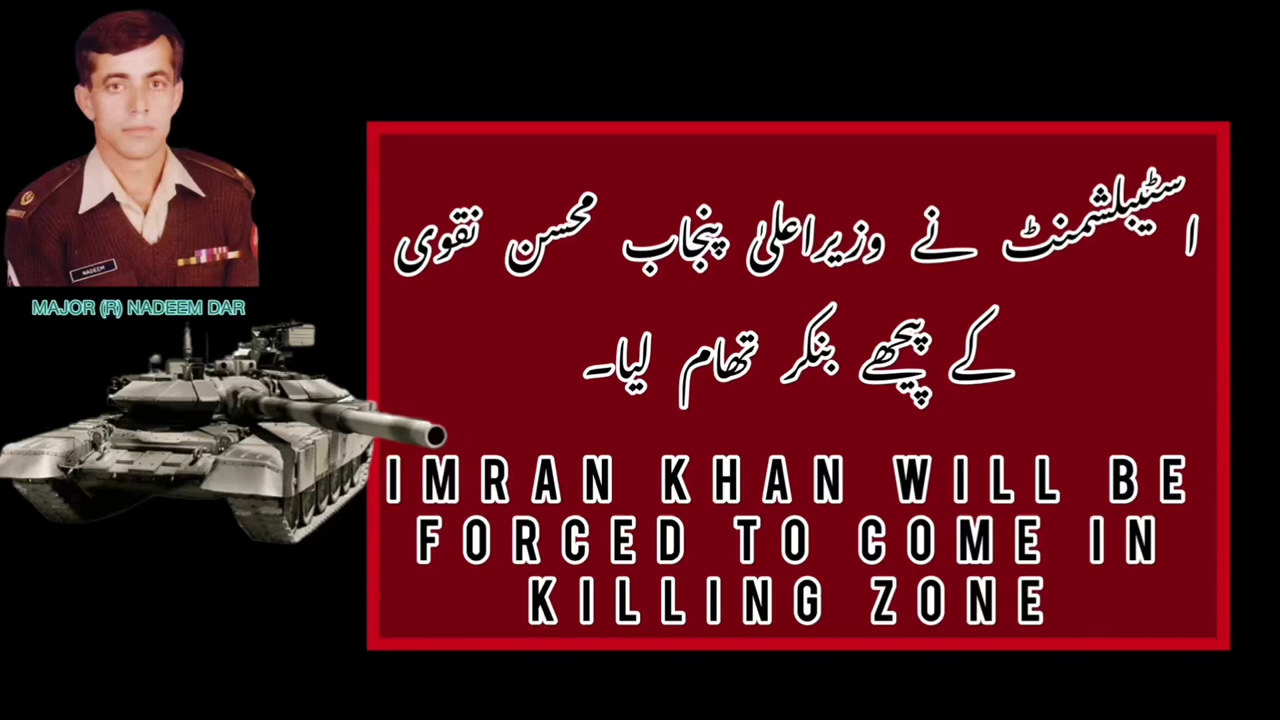 NADEEM
MAJOR (R) NADEEM DAR
اسٹیبلشمنٹ نے وزیراعلیٰ پنجاب محسن نقوی
کے پیچھے بنکر تھام لیا۔
IMRAN KHAN WILL BE
FORCED TO COME IN
KILLING ZONE